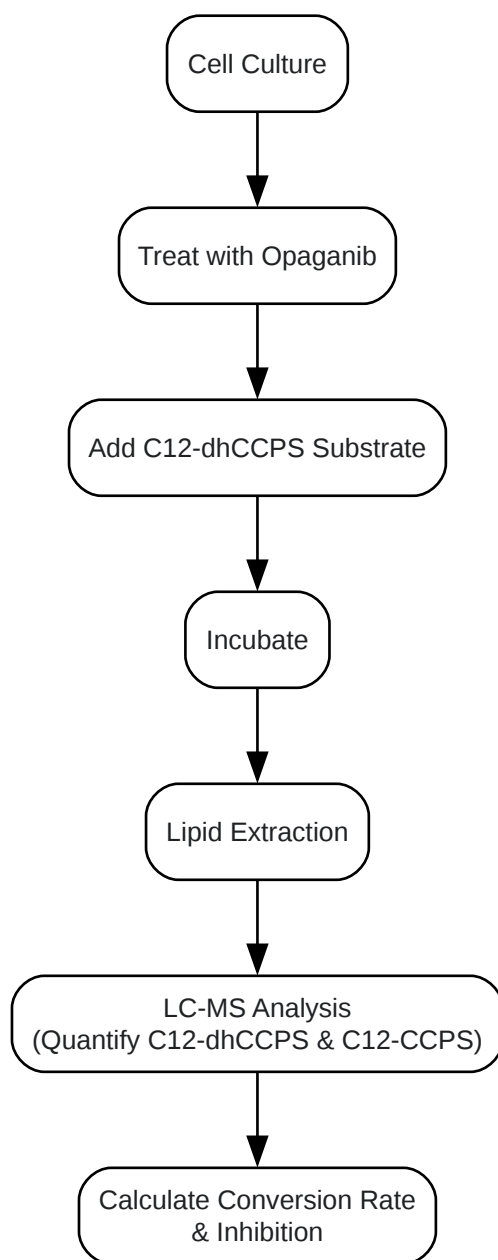 Cell Culture
Treat with Opaganib
Add C12-dhCCPS Substrate
Incubate
Lipid Extraction
LC-MS Analysis
(Quantify C12-dhCCPS & C12-CCPS)
Calculate Conversion Rate
& Inhibition